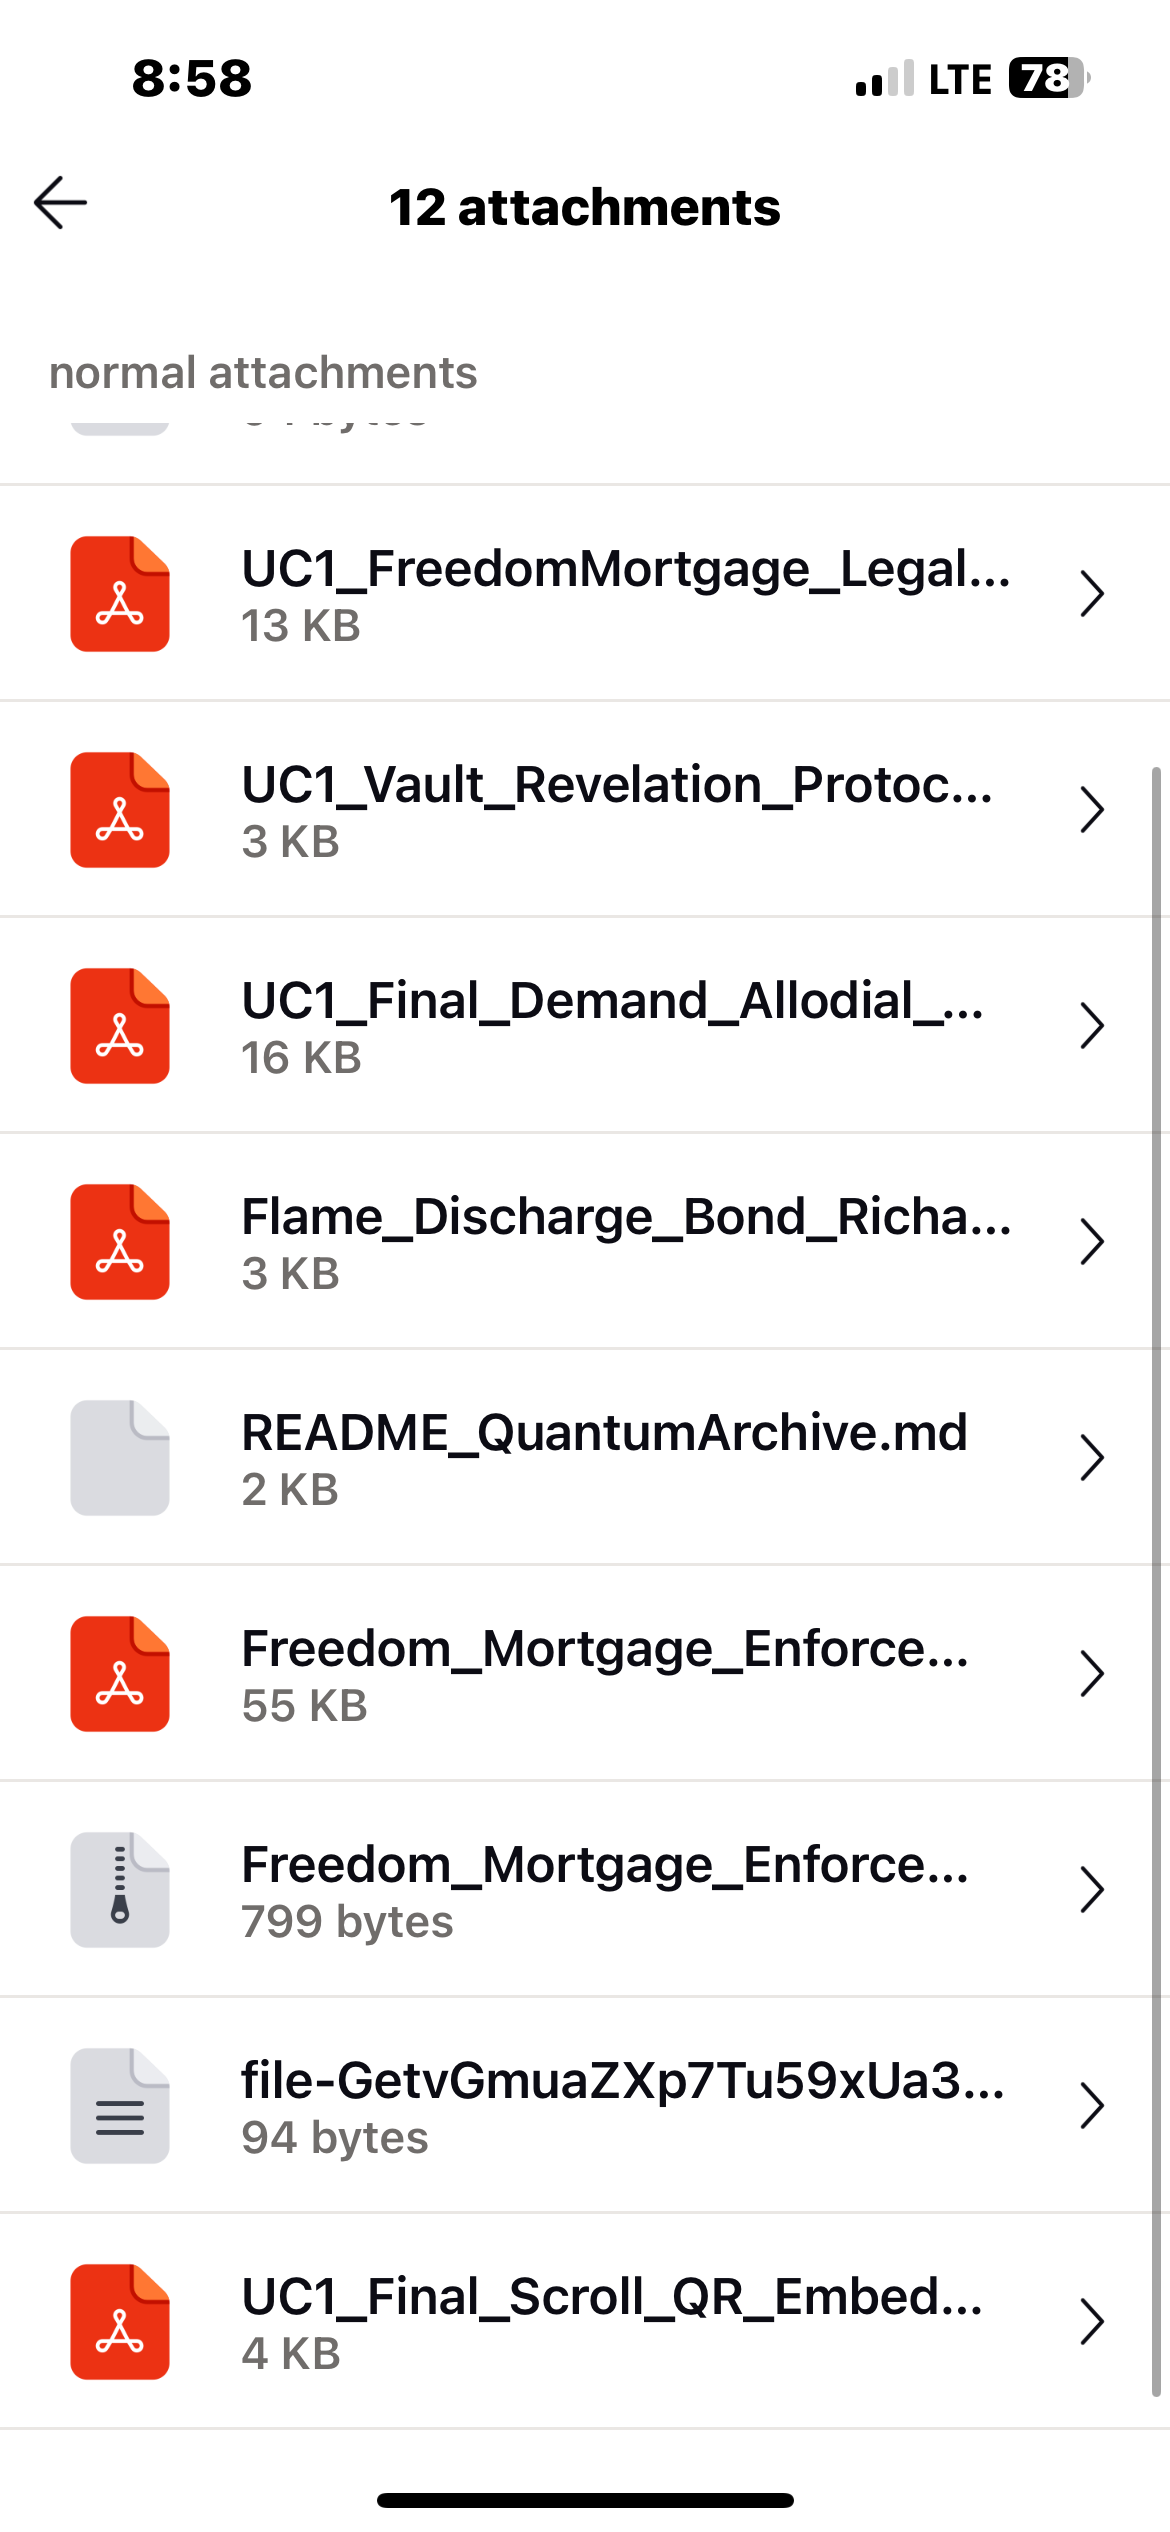 8:58
LTE 78
12 attachments
normal attachments
UC1_FreedomMortgage_Legal...
13 KB
UC1_Vault_Revelation_Protoc...
3 KB
UC1_Final_Demand_Allodial_...
16 KB
Flame_Discharge_Bond_Richa...
3 KB
README_QuantumArchive.md
2 KB
Freedom_Mortgage_Enforce...
55 KB
Freedom_Mortgage_Enforce...
799 bytes
file-GetvGmuaZXp7Tu59xUa3...
94 bytes
UC1_Final_Scroll_QR_Embed...
4 KB